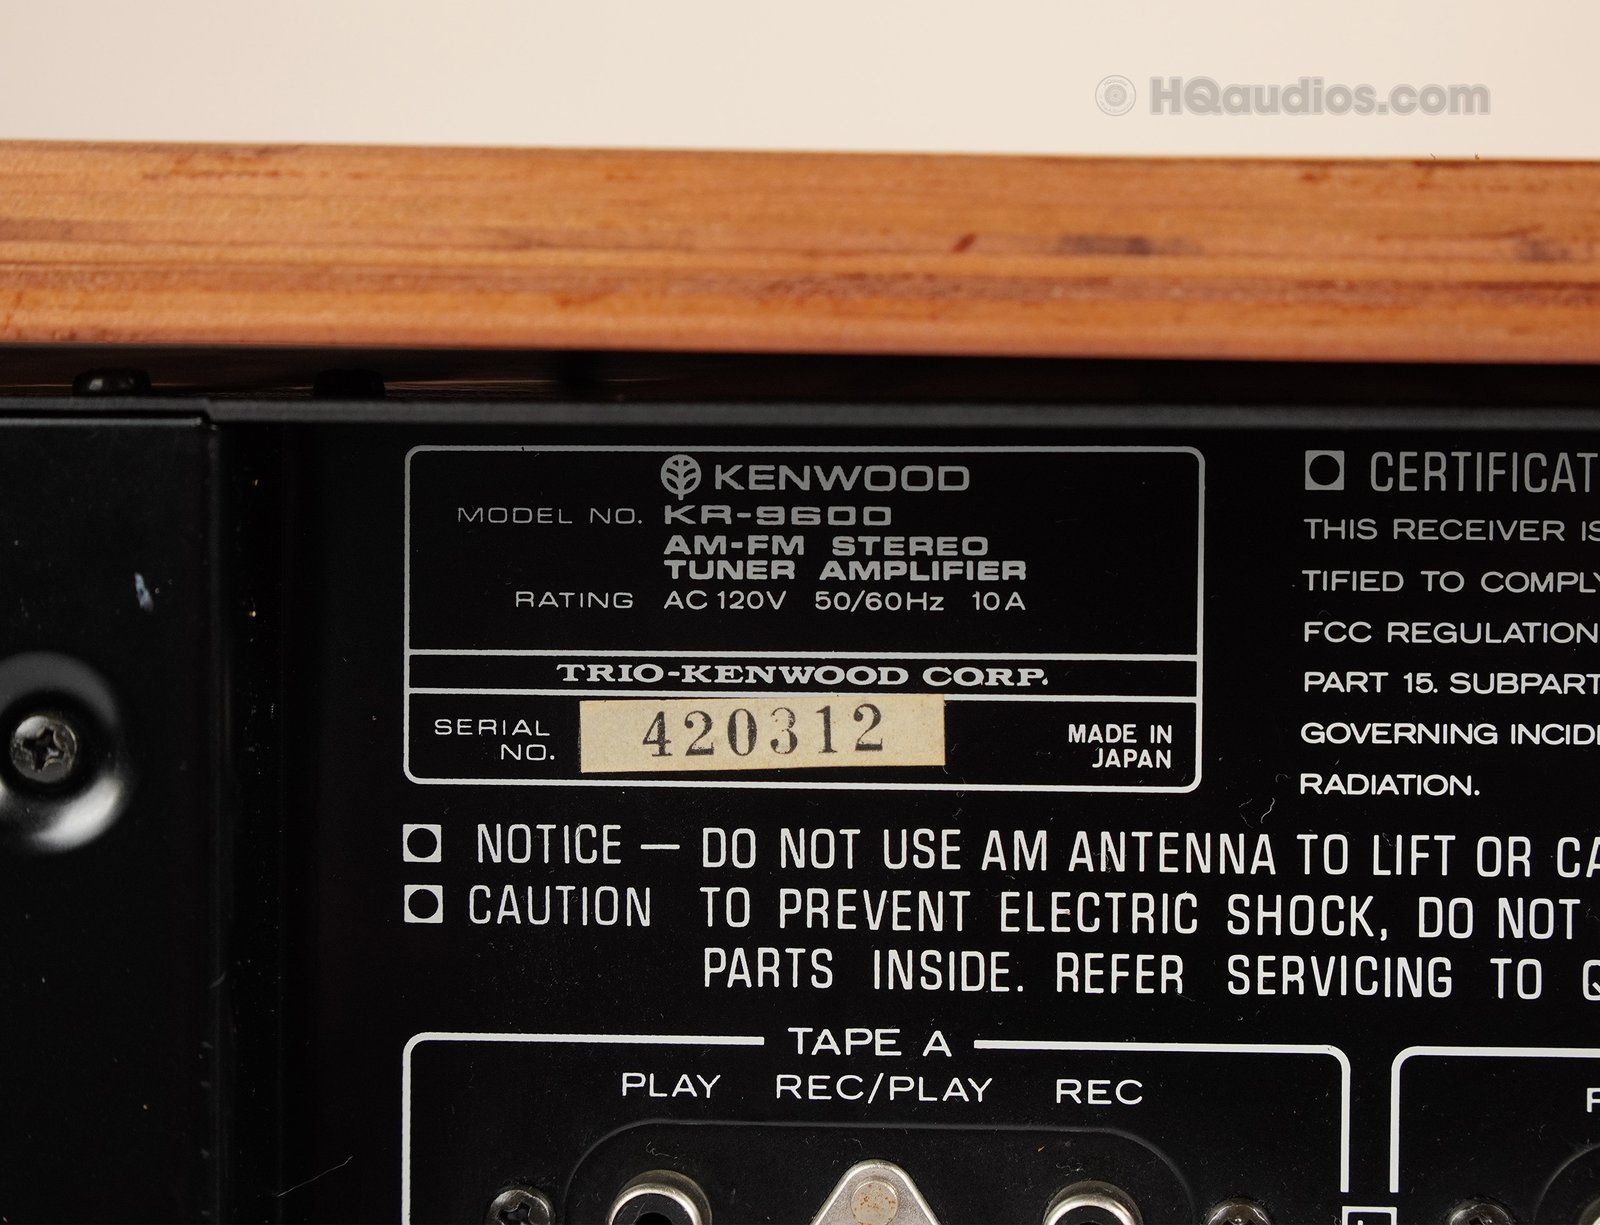 HQaudios.com
KENWOOD
MODEL NO. KR-9600
AM-FM STEREO
TUNER AMPLIFIER
RATING AC 120V 50/60Hz 10A
TRIO-KENWOOD CORP.
SERIAL NO. 420312
MADE IN
JAPAN
CERTIFICAT
THIS RECEIVER IS
TIFIED TO COMPLY
FCC REGULATION
PART 15. SUBPART
GOVERNING INCID
RADIATION.
NOTICE — DO NOT USE AM ANTENNA TO LIFT OR CA
CAUTION TO PREVENT ELECTRIC SHOCK, DO NOT
PARTS INSIDE. REFER SERVICING TO Q
TAPE A
PLAY REC/PLAY REC